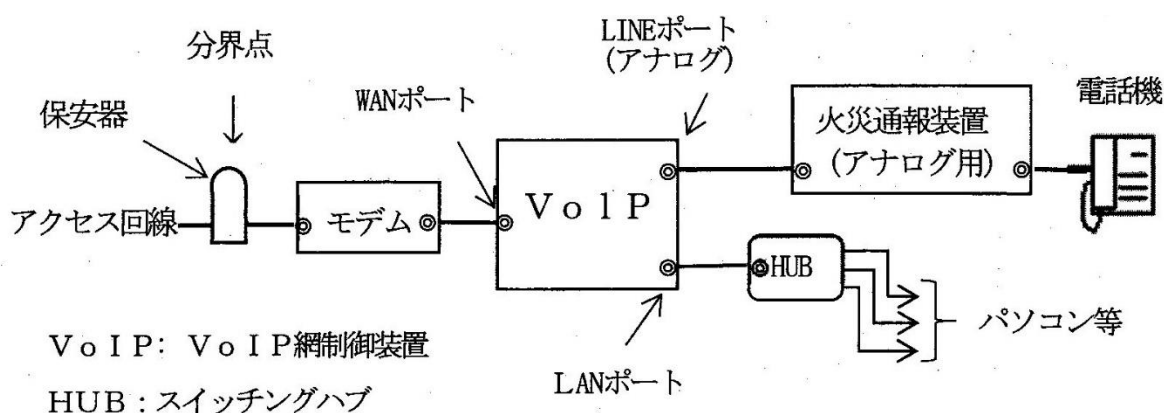 分界点
保安器
WANポート
LINEポート
(アナログ)
火災通報装置
(アナログ用)
電話機
アクセス回線
モデム
VolP
HUB
パソコン等
LANポート
VoIP: VoIP網制御装置
HUB:スイッチングハブ